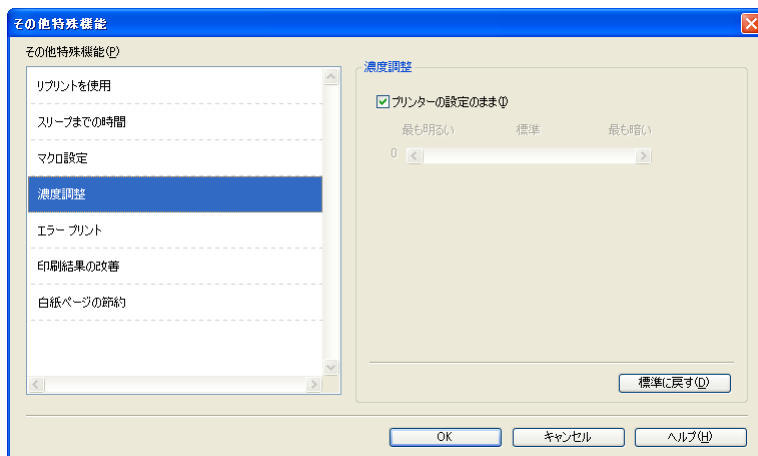 その他特殊機能
その他特殊機能(P)
リプリントを使用
スリープまでの時間
マクロ設定
濃度調整
エラー プリント
印刷結果の改善
白紙ページの節約
濃度調整
プリンターの設定のまま(I)
最も明るい 標準 最も暗い
0
標準に戻す(D)
OK キャンセル ヘルプ(H)